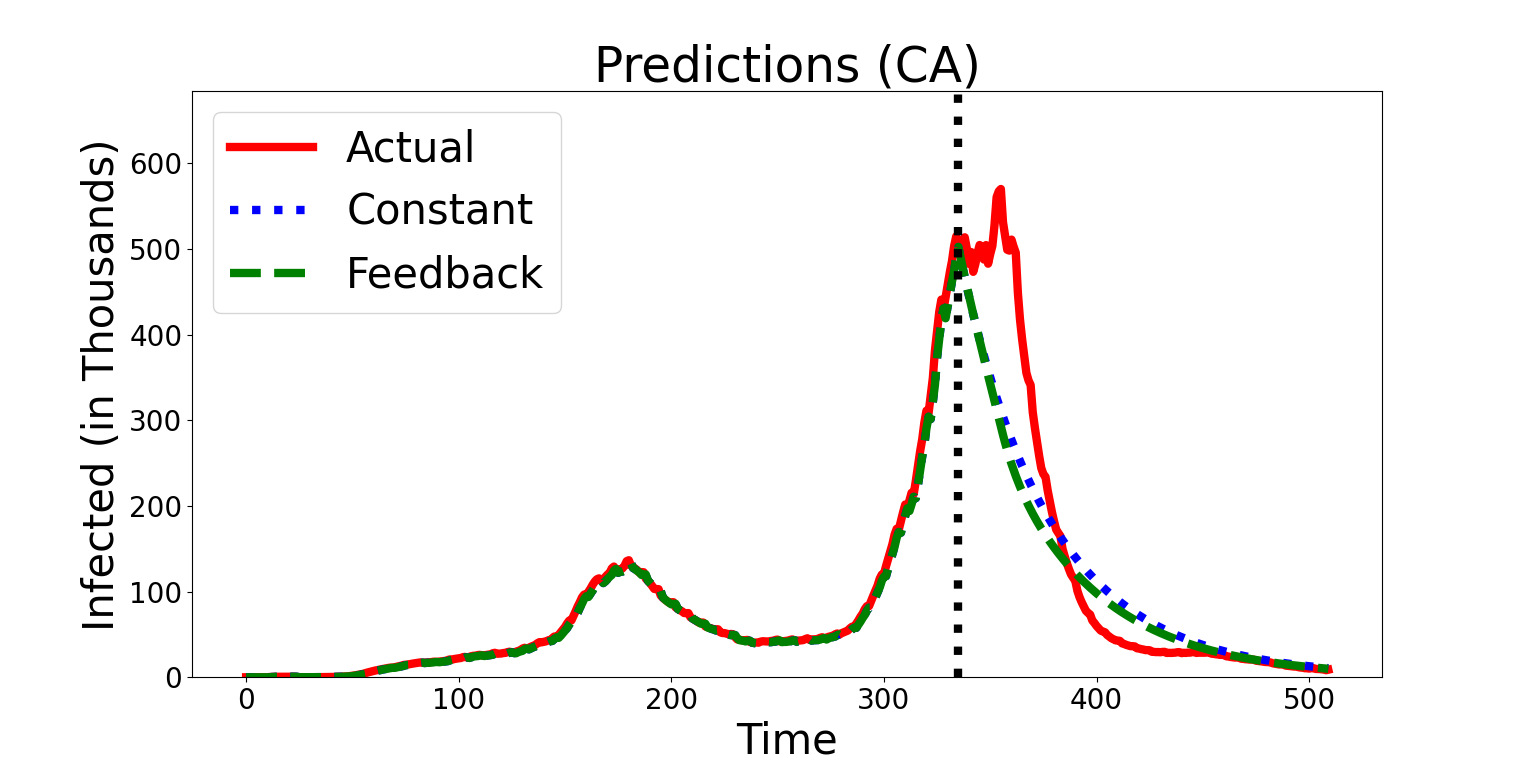 Predictions (CA)
Actual
Constant
Feedback
Infected (in Thousands)
600
500
400
300
200
100
0
0 100 200 300 400 500
Time